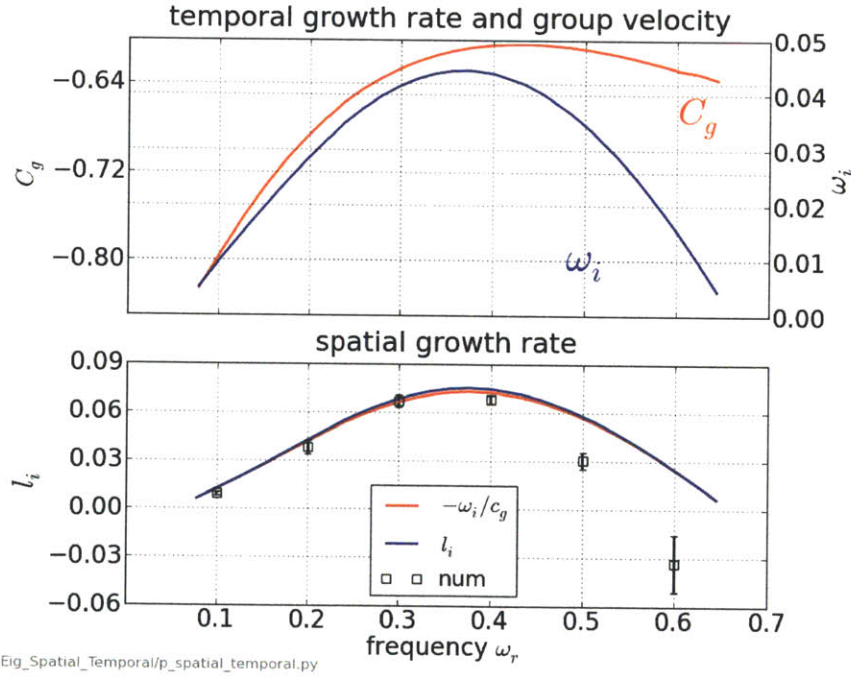 temporal growth rate and group velocity
−0.64
−0.72
−0.80
C_g
C_g
ω_i
0.05
0.04
0.03
0.02
0.01
0.00
ω_i
spatial growth rate
0.09
0.06
0.03
0.00
−0.03
−0.06
l_i
−ω_i/c_g
l_i
num
0.1 0.2 0.3 0.4 0.5 0.6 0.7
frequency ω_r
Eig_Spatial_Temporal/p_spatial_temporal.py